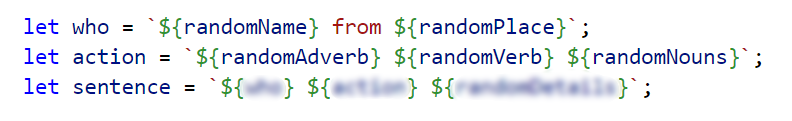 let who = `${randomName} from ${randomPlace}`;
let action = `${randomAdverb} ${randomVerb} ${randomNouns}`;
let sentence = `${} ${} ${}`;